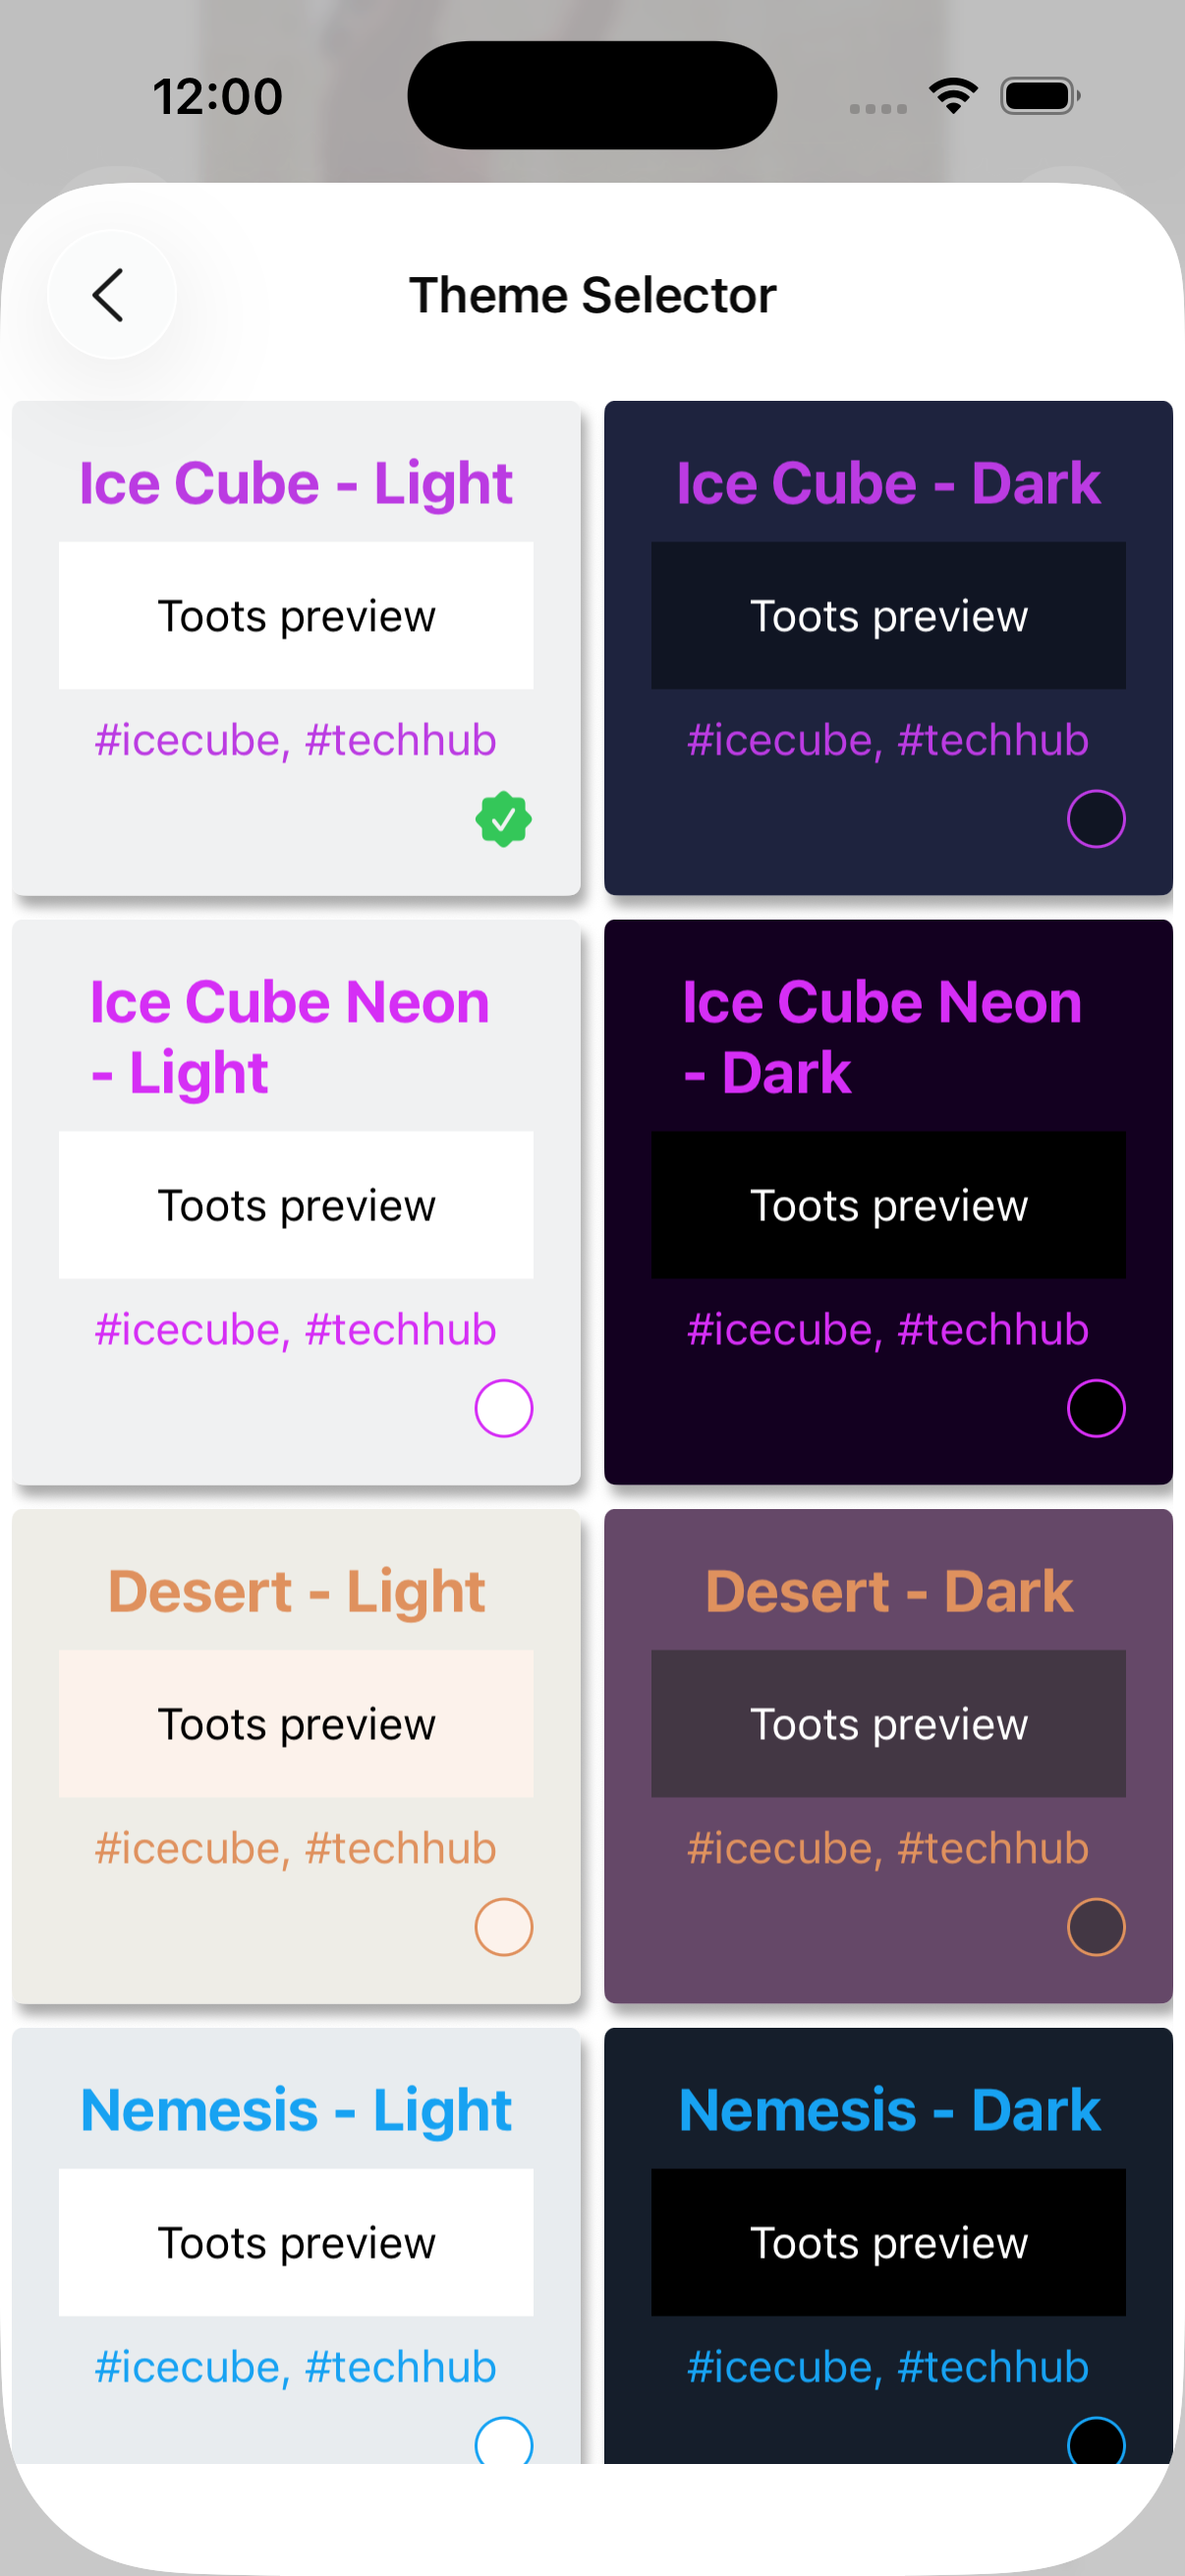 12:00
Theme Selector
Ice Cube - Light
Toots preview
#icecube, #techhub
Ice Cube - Dark
Toots preview
#icecube, #techhub
Ice Cube Neon
- Light
Toots preview
#icecube, #techhub
Ice Cube Neon
- Dark
Toots preview
#icecube, #techhub
Desert - Light
Toots preview
#icecube, #techhub
Desert - Dark
Toots preview
#icecube, #techhub
Nemesis - Light
Toots preview
#icecube, #techhub
Nemesis - Dark
Toots preview
#icecube, #techhub